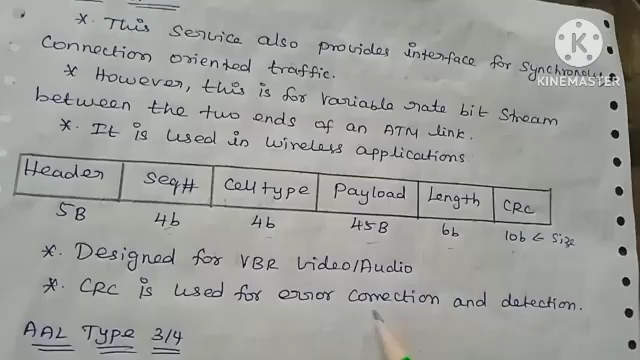 *. This service also provides interface for synchronous
connection oriented traffic.
* However, this is for variable rate bit stream
between the two ends of an ATM link.
*. It is used in wireless applications
Header Seq# Cell type Payload Length CRC
5B 4b 4b 45B 6b 10b ← Size
*. Designed for VBR Video/Audio
*. CRC is used for error correction and detection.
AAL Type 3/4
KINEMASTER